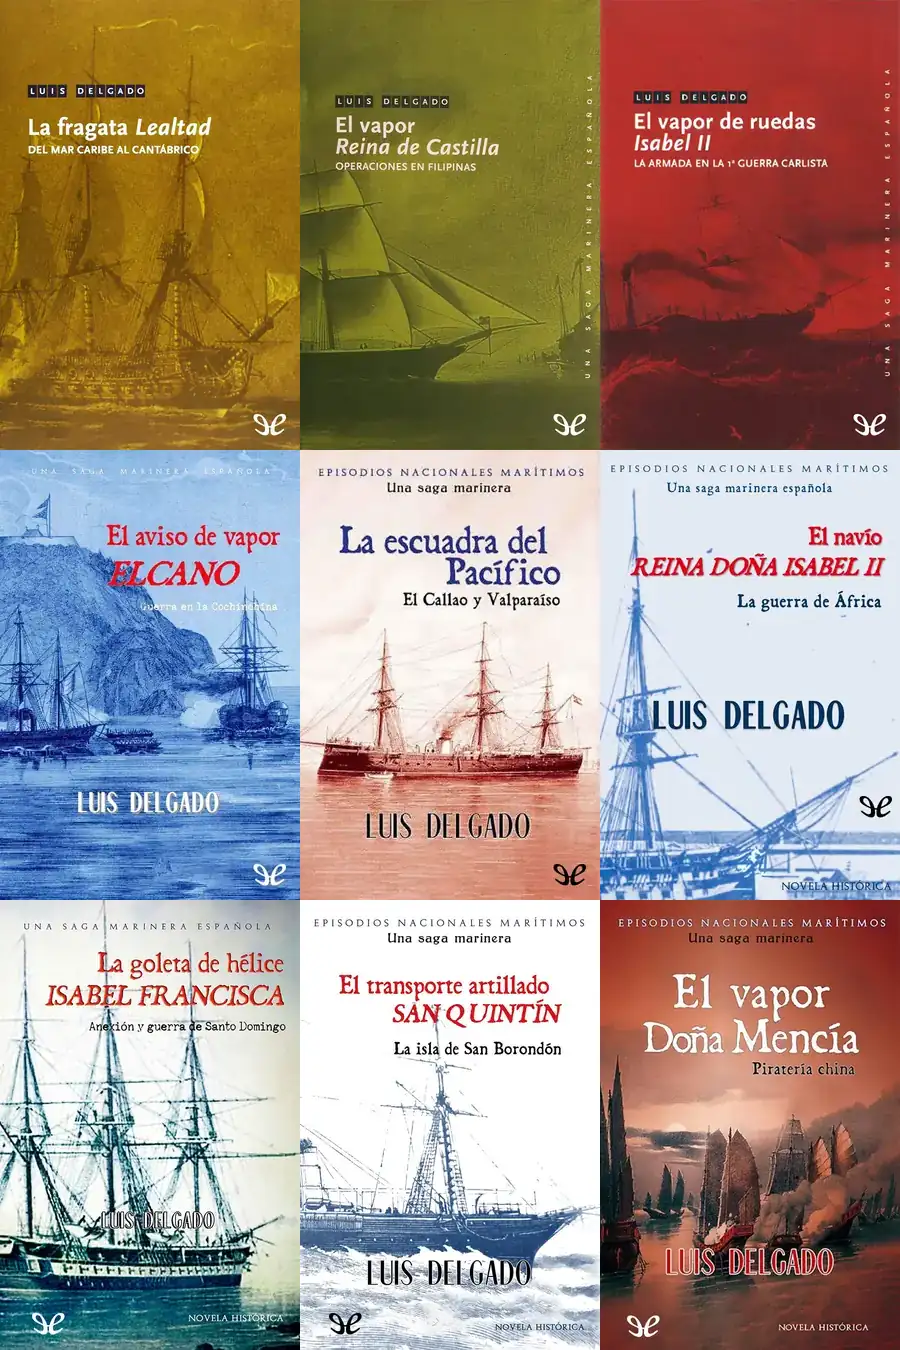 LUIS DELGADO
La fragata Lealtad
DEL MAR CARIBE AL CANTÁBRICO
LUIS DELGADO
El vapor
Reina de Castilla
OPERACIONES EN FILIPINAS
UNA SAGA MARINERA ESPAÑOLA
LUIS DELGADO
El vapor de ruedas
Isabel II
LA ARMADA EN LA 1ª GUERRA CARLISTA
UNA SAGA MARINERA ESPAÑOLA
UNA SAGA MARINERA ESPAÑOLA
El aviso de vapor
ELCANO
Guerra en la Cochinchina
LUIS DELGADO
EPISODIOS NACIONALES MARÍTIMOS
Una saga marinera
La escuadra del
Pacífico
El Callao y Valparaíso
LUIS DELGADO
EPISODIOS NACIONALES MARÍTIMOS
Una saga marinera española
El navío
REINA DOÑA ISABEL II
La guerra de África
LUIS DELGADO
NOVELA HISTÓRICA
UNA SAGA MARINERA ESPAÑOLA
La goleta de hélice
ISABEL FRANCISCA
Anexión y guerra de Santo Domingo
LUIS DELGADO
NOVELA HISTÓRICA
EPISODIOS NACIONALES MARÍTIMOS
Una saga marinera
El transporte artillado
SAN QUINTÍN
La isla de San Borondón
LUIS DELGADO
NOVELA HISTÓRICA
EPISODIOS NACIONALES MARÍTIMOS
Una saga marinera
El vapor
Doña Mencía
Piratería china
LUIS DELGADO
NOVELA HISTÓRICA